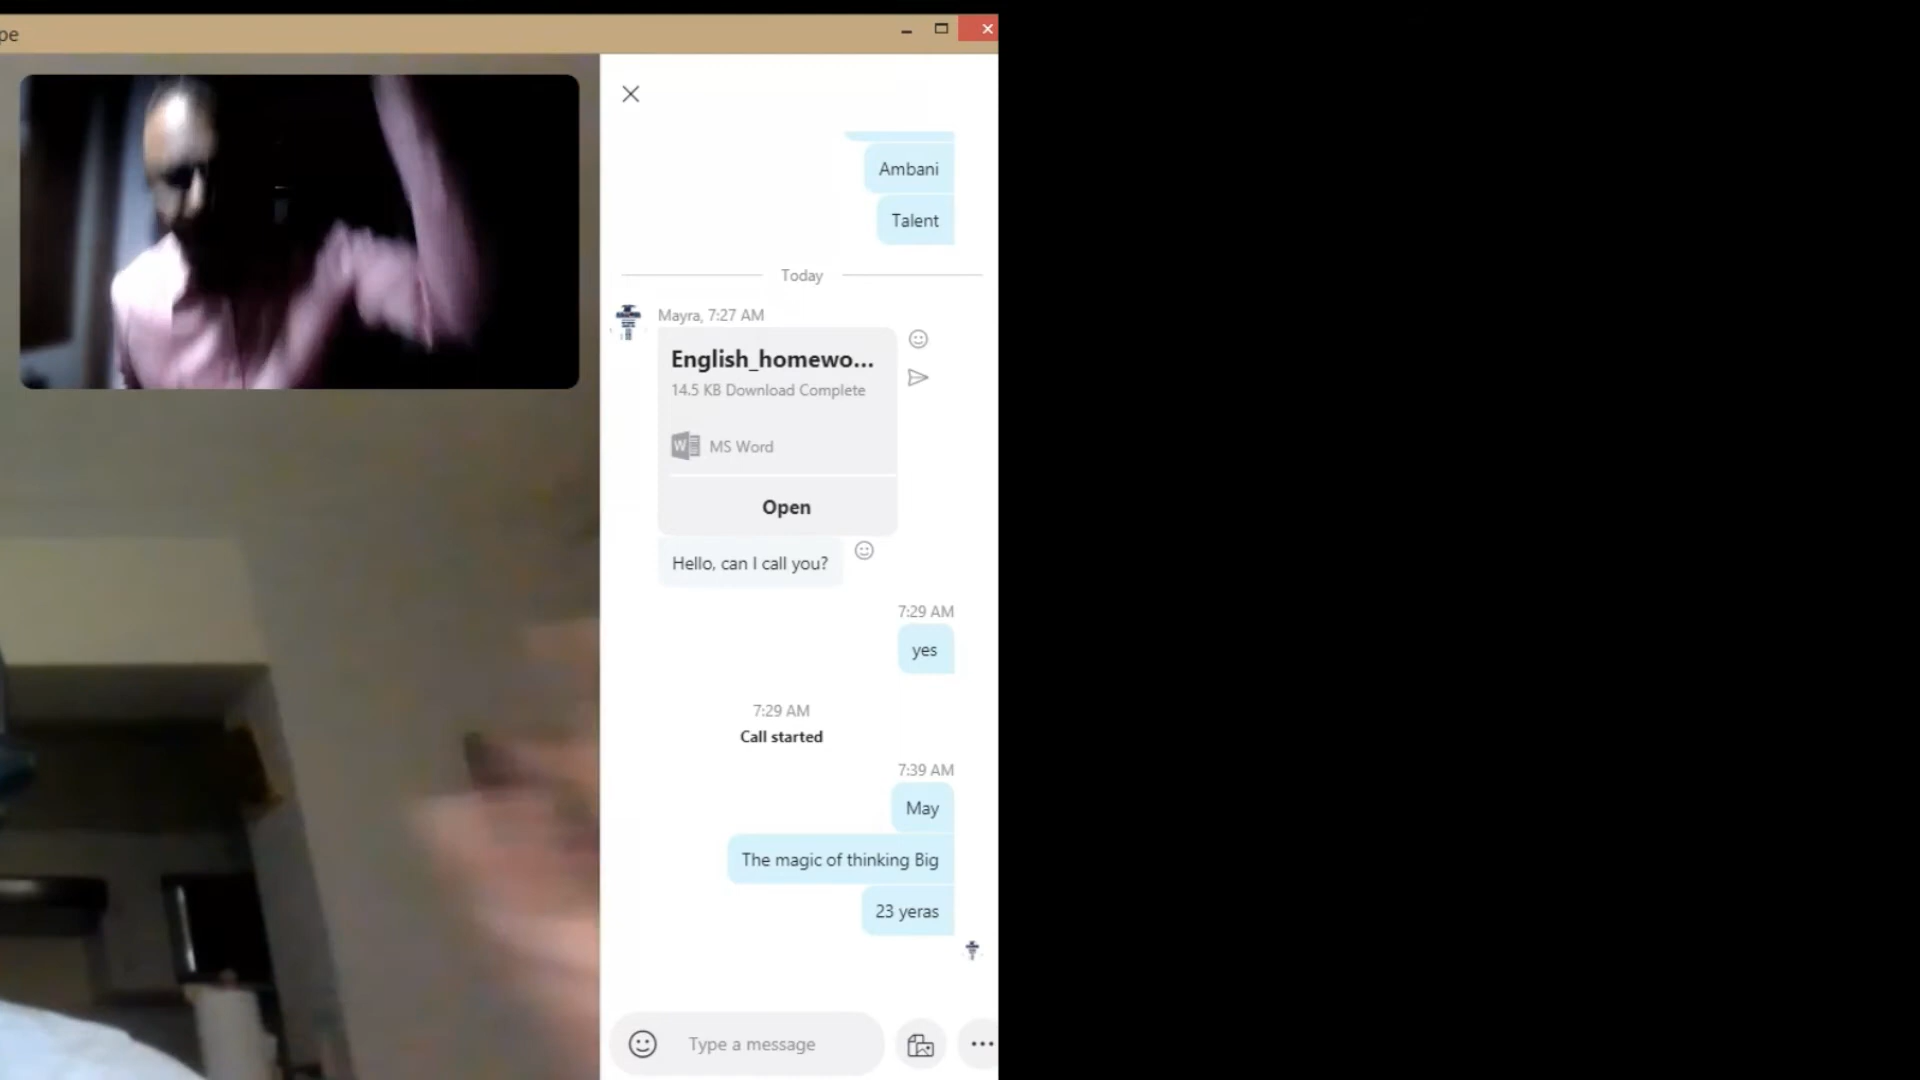 pe
Ambani
Talent
Today
Mayra, 7:27 AM
English_homewo...
14.5 KB Download Complete
MS Word
Open
Hello, can I call you?
7:29 AM
yes
7:29 AM
Call started
7:39 AM
May
The magic of thinking Big
23 yeras
Type a message